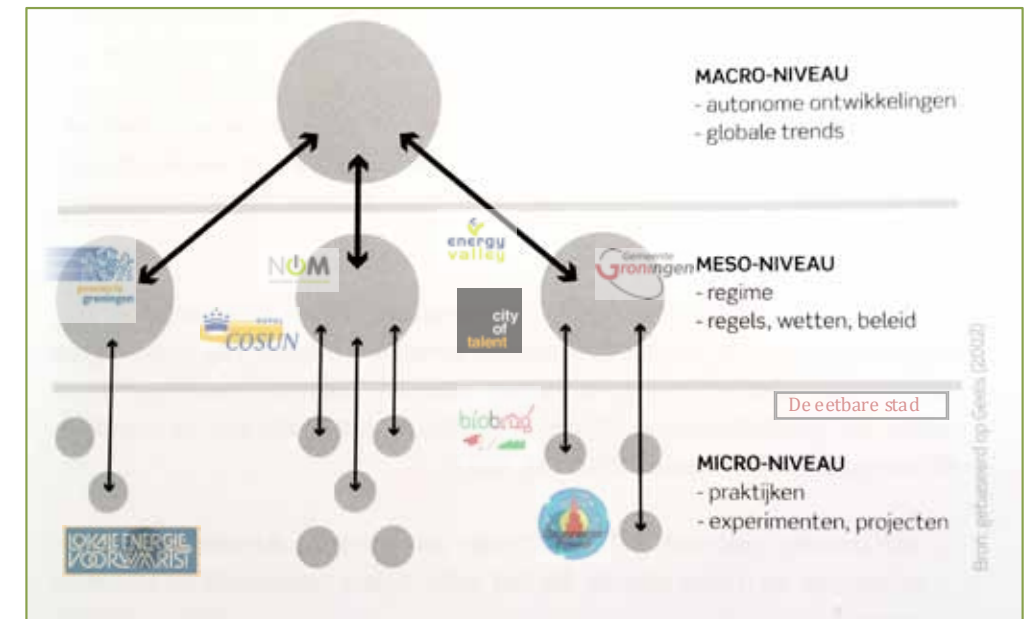 MACRO-NIVEAU
- autonome ontwikkelingen
- globale trends
provincie
groningen
NOM
energy
valley
Gemeente
Groningen
MESO-NIVEAU
- regime
- regels, wetten, beleid
ROYAL
COSUN
city
of
talent
De eetbare stad
biobrug
MICRO-NIVEAU
- praktijken
- experimenten, projecten
LOKALE ENERGIE
VOORWAARTS!
Bron: gebaseerd op Geels (2002)